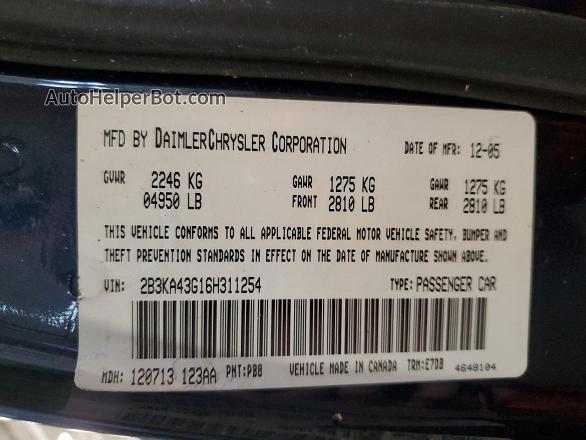 AutoHelperBot.com
MFD BY DAIMLERCHRYSLER CORPORATION DATE OF MFR: 12-05
GVWR 2246 KG GAWR 1275 KG GAWR 1275 KG
04950 LB FRONT 2810 LB REAR 2810 LB
THIS VEHICLE CONFORMS TO ALL APPLICABLE FEDERAL MOTOR VEHICLE SAFETY, BUMPER AND
THEFT PREVENTION STANDARDS IN EFFECT ON THE DATE OF MANUFACTURE SHOWN ABOVE.
VIN: 2B3KA43G16H311254 TYPE: PASSENGER CAR
MDH: 120713 123AA PNT:PB8 VEHICLE MADE IN CANADA TRM:E7DB 4648104